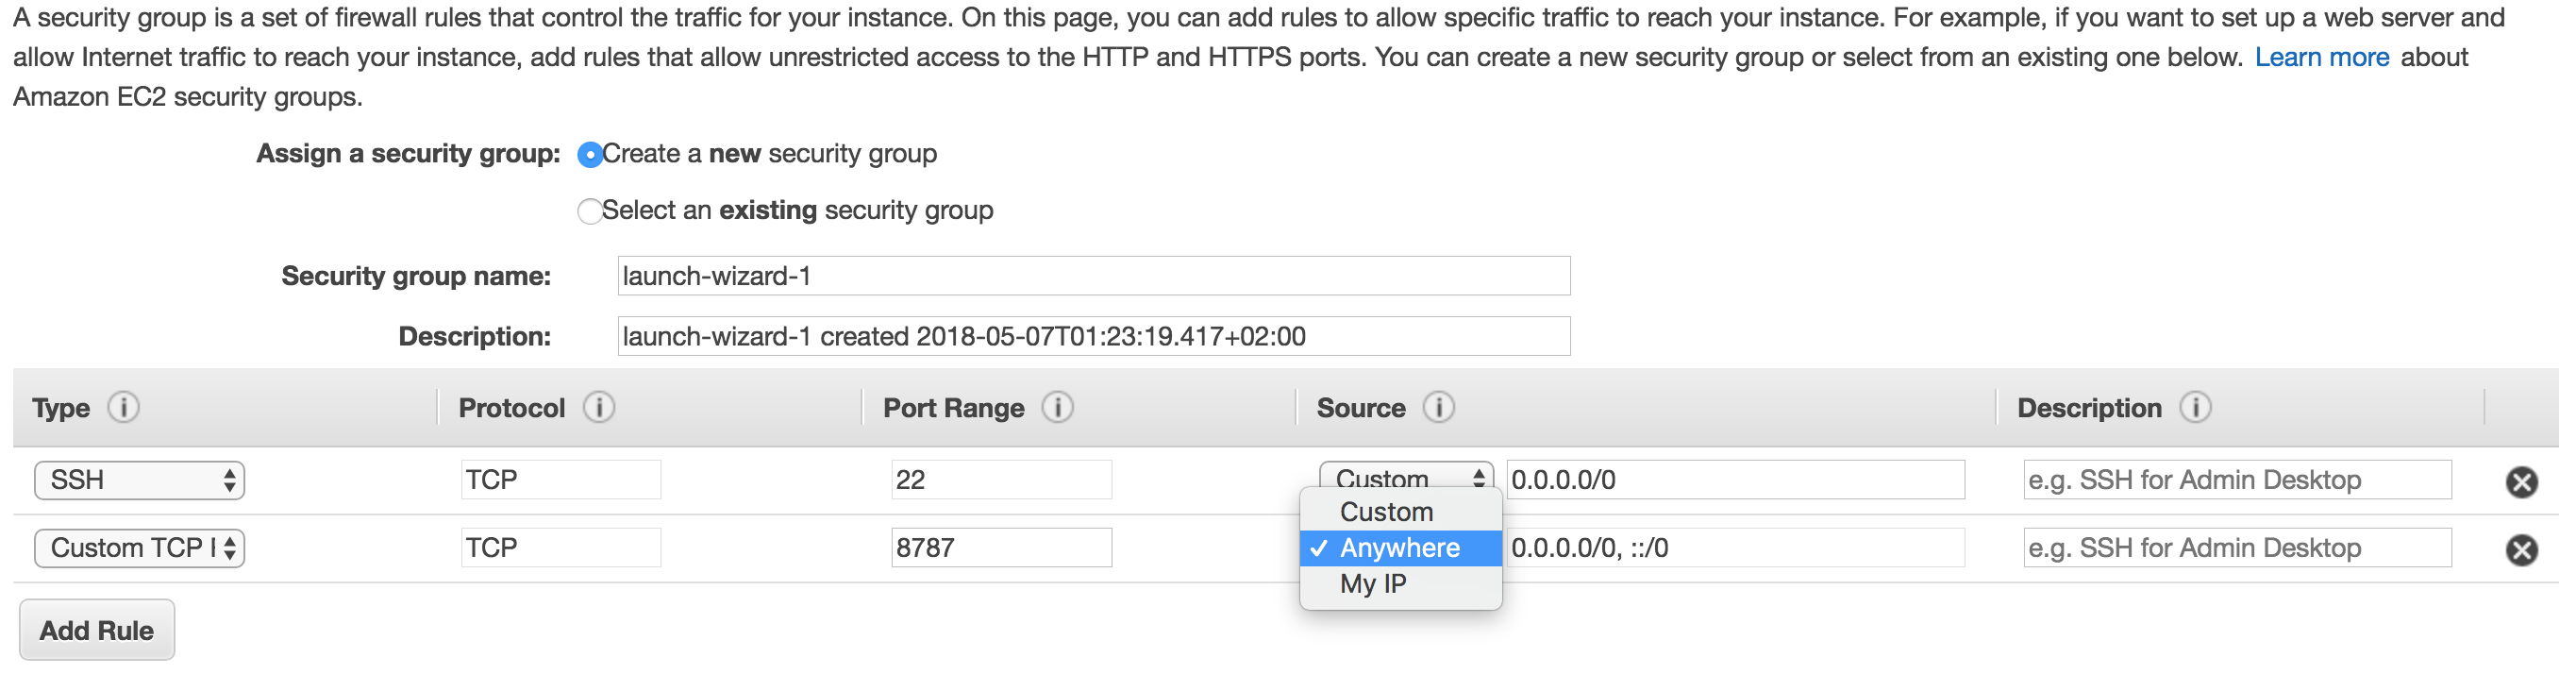 A security group is a set of firewall rules that control the traffic for your instance. On this page, you can add rules to allow specific traffic to reach your instance. For example, if you want to set up a web server and
allow Internet traffic to reach your instance, add rules that allow unrestricted access to the HTTP and HTTPS ports. You can create a new security group or select from an existing one below. Learn more about
Amazon EC2 security groups.
Assign a security group: Create a new security group
Select an existing security group
Security group name: launch-wizard-1
Description: launch-wizard-1 created 2018-05-07T01:23:19.417+02:00
Type Protocol Port Range Source Description
SSH TCP 22 Custom 0.0.0.0/0 e.g. SSH for Admin Desktop
Custom
Custom TCP TCP 8787 ✓ Anywhere 0.0.0.0/0, ::/0 e.g. SSH for Admin Desktop
My IP
Add Rule